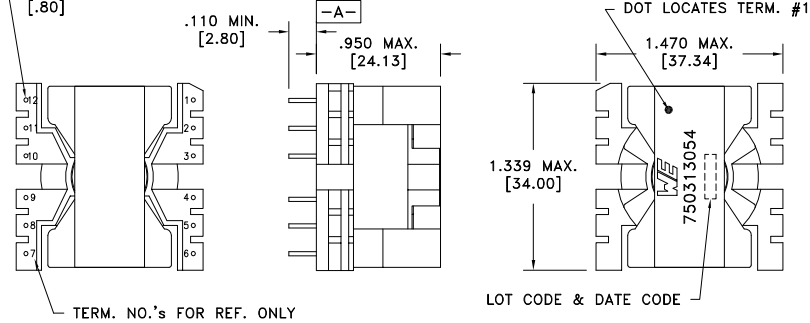 [.80]
.110 MIN.
[2.80]
-A-
.950 MAX.
[24.13]
DOT LOCATES TERM. #1
1.470 MAX.
[37.34]
12
11
10
9
8
7
1
2
3
4
5
6
1.339 MAX.
[34.00]
WE
750313054
TERM. NO.'s FOR REF. ONLY
LOT CODE & DATE CODE